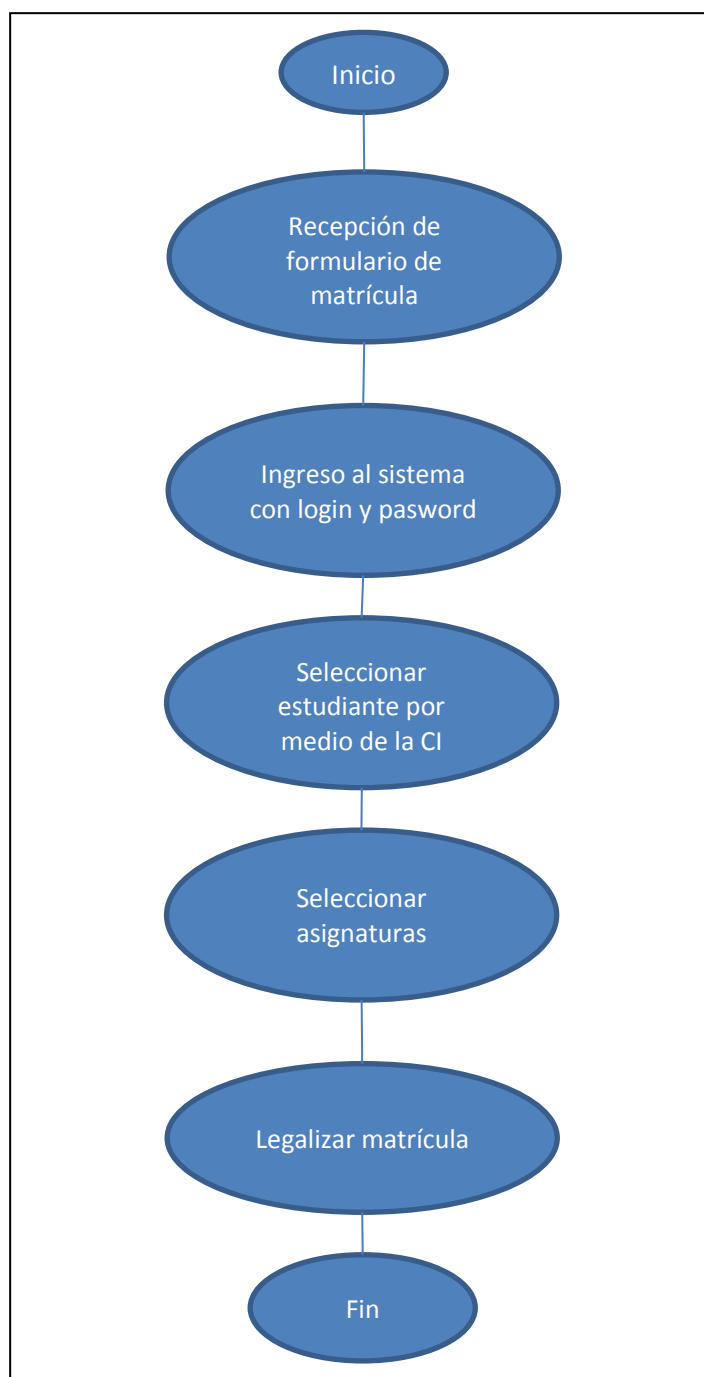 Inicio
Recepción de
formulario de
matrícula
Ingreso al sistema
con login y pasword
Seleccionar
estudiante por
medio de la CI
Seleccionar
asignaturas
Legalizar matrícula
Fin